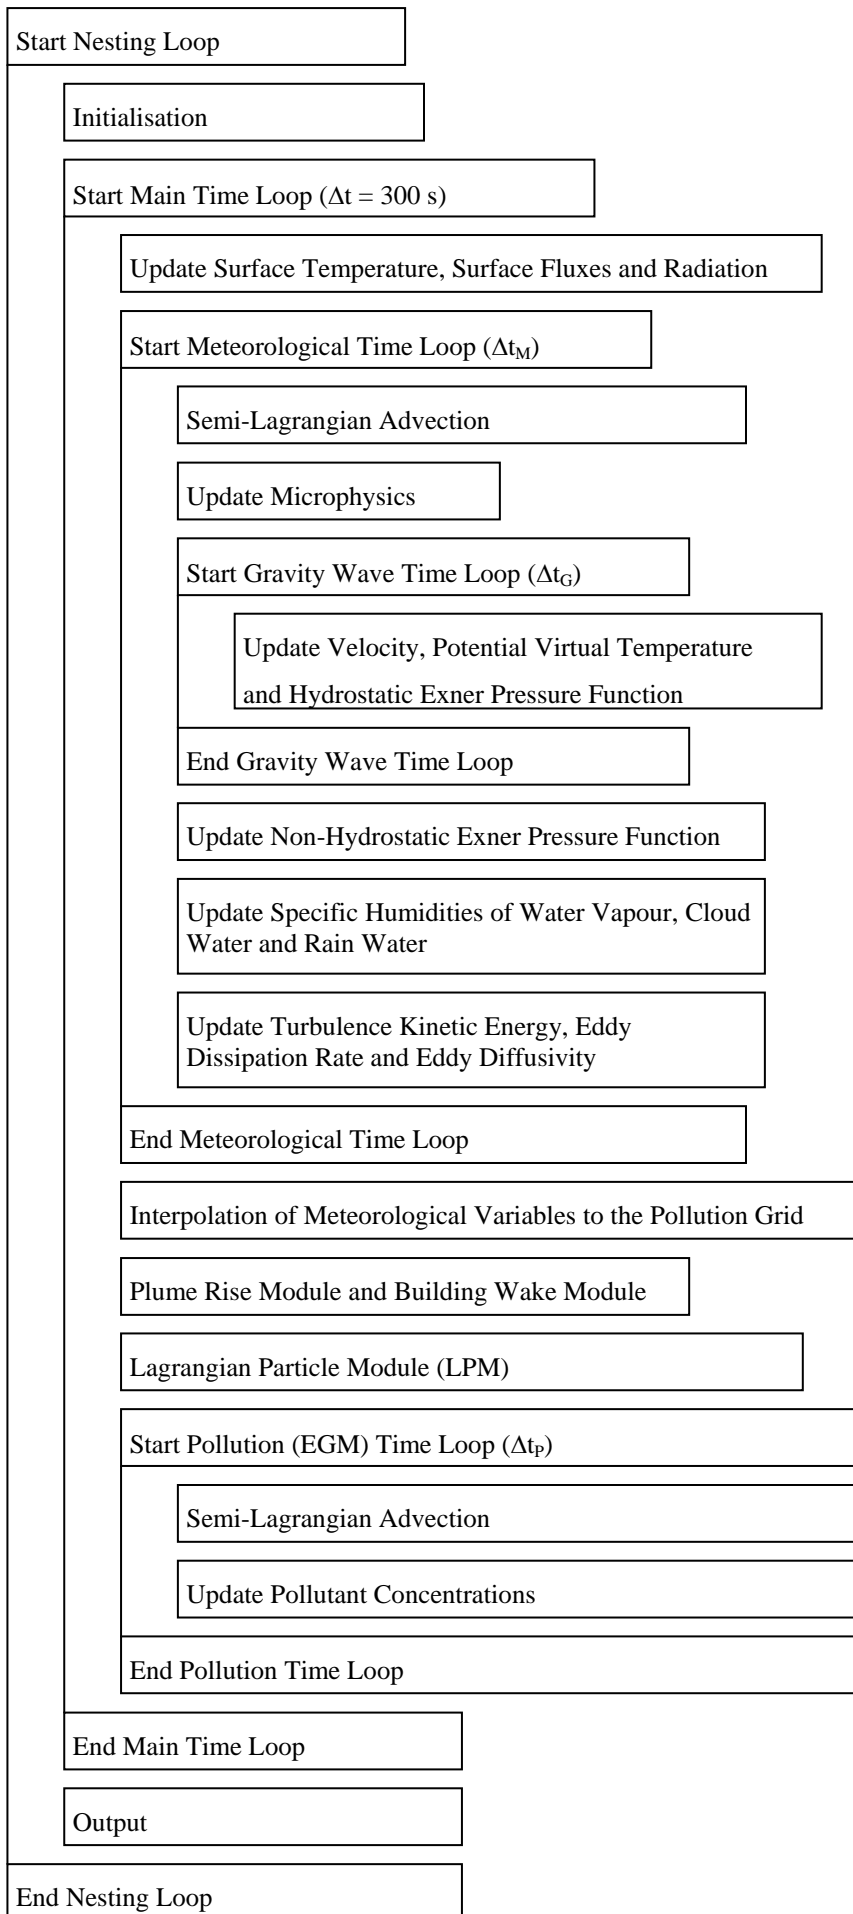 Start Nesting Loop
Initialisation
Start Main Time Loop (Δt = 300 s)
Update Surface Temperature, Surface Fluxes and Radiation
Start Meteorological Time Loop (Δt_M)
Semi-Lagrangian Advection
Update Microphysics
Start Gravity Wave Time Loop (Δt_G)
Update Velocity, Potential Virtual Temperature
and Hydrostatic Exner Pressure Function
End Gravity Wave Time Loop
Update Non-Hydrostatic Exner Pressure Function
Update Specific Humidities of Water Vapour, Cloud
Water and Rain Water
Update Turbulence Kinetic Energy, Eddy
Dissipation Rate and Eddy Diffusivity
End Meteorological Time Loop
Interpolation of Meteorological Variables to the Pollution Grid
Plume Rise Module and Building Wake Module
Lagrangian Particle Module (LPM)
Start Pollution (EGM) Time Loop (Δt_P)
Semi-Lagrangian Advection
Update Pollutant Concentrations
End Pollution Time Loop
End Main Time Loop
Output
End Nesting Loop